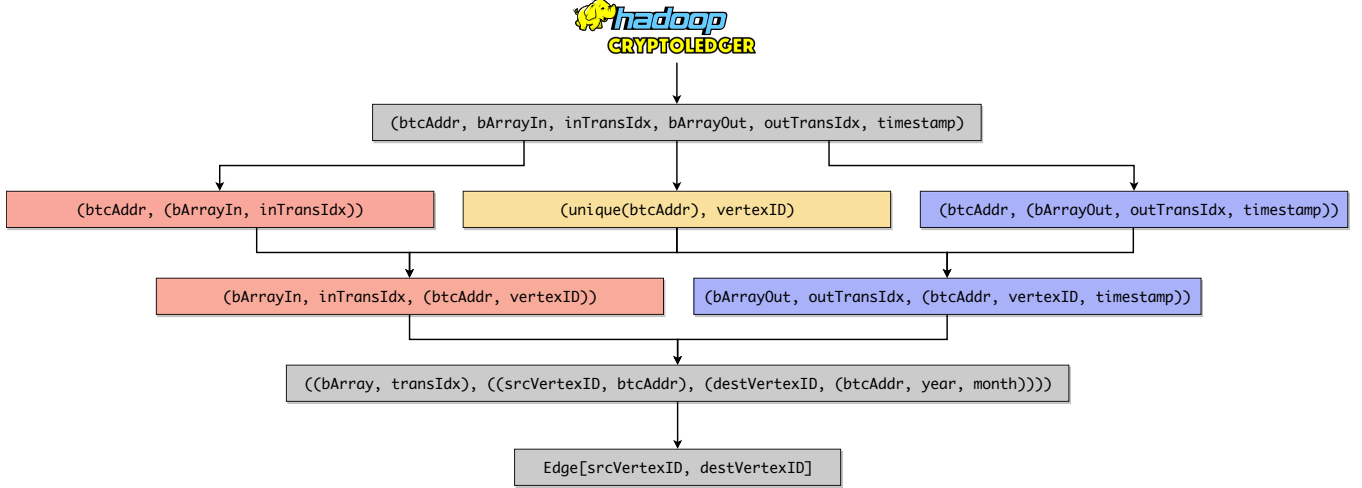 hadoop
CRYPTOLEDGER
(btcAddr, bArrayIn, inTransIdx, bArrayOut, outTransIdx, timestamp)
(btcAddr, (bArrayIn, inTransIdx))
(unique(btcAddr), vertexID)
(btcAddr, (bArrayOut, outTransIdx, timestamp))
(bArrayIn, inTransIdx, (btcAddr, vertexID))
(bArrayOut, outTransIdx, (btcAddr, vertexID, timestamp))
((bArray, transIdx), ((srcVertexID, btcAddr), (destVertexID, (btcAddr, year, month))))
Edge[srcVertexID, destVertexID]